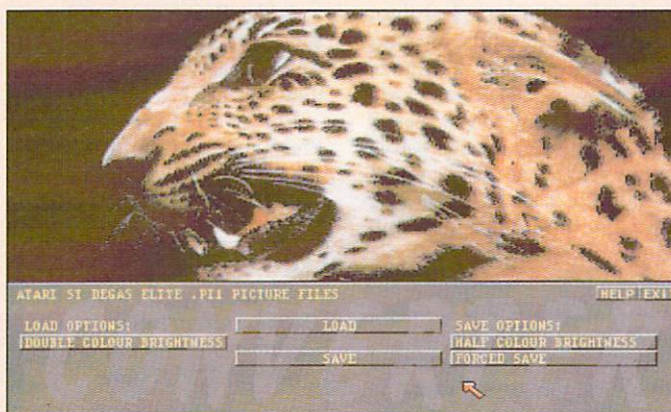 ATARI ST DEGAS ELITE .PI1 PICTURE FILES
HELP EXIT
LOAD OPTIONS:
LOAD
SAVE OPTIONS:
DOUBLE COLOUR BRIGHTNESS
HALF COLOUR BRIGHTNESS
SAVE
FORCED SAVE
CONVERTER